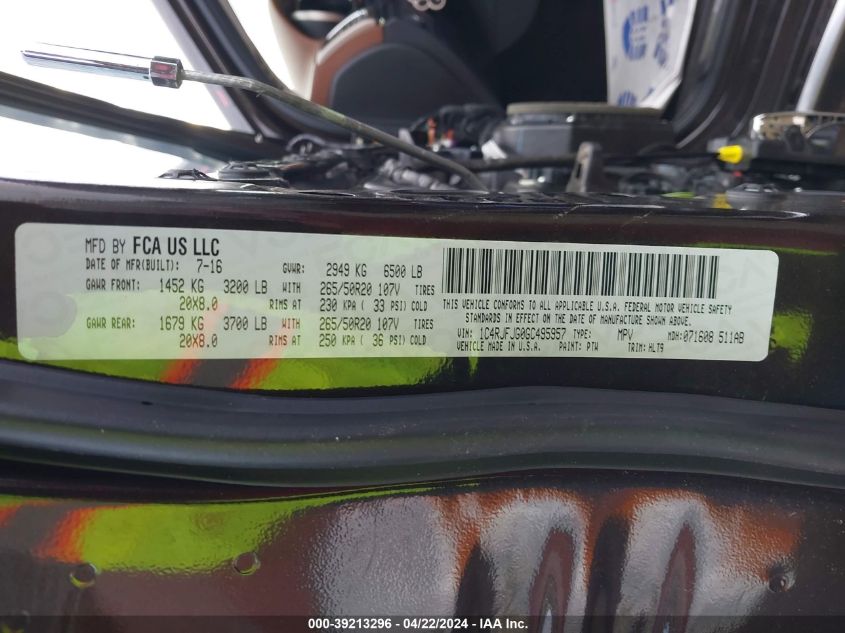 MFD BY FCA US LLC
DATE OF MFR(BUILT): 7-16 GVWR: 2949 KG 6500 LB
GAWR FRONT: 1452 KG 3200 LB WITH 265/50R20 107V TIRES
20X8.0 RIMS AT 230 KPA ( 33 PSI) COLD
GAWR REAR: 1679 KG 3700 LB WITH 265/50R20 107V TIRES
20X8.0 RIMS AT 250 KPA ( 36 PSI) COLD
THIS VEHICLE CONFORMS TO ALL APPLICABLE U.S.A. FEDERAL MOTOR VEHICLE SAFETY
STANDARDS IN EFFECT ON THE DATE OF MANUFACTURE SHOWN ABOVE.
VIN: 1C4RJFJG0GC495957 TYPE: MPV MDH: 071608 511AB
VEHICLE MADE IN U.S.A. PAINT: PTW TRIM: HLT9
000-39213296 - 04/22/2024 - IAAI.COM